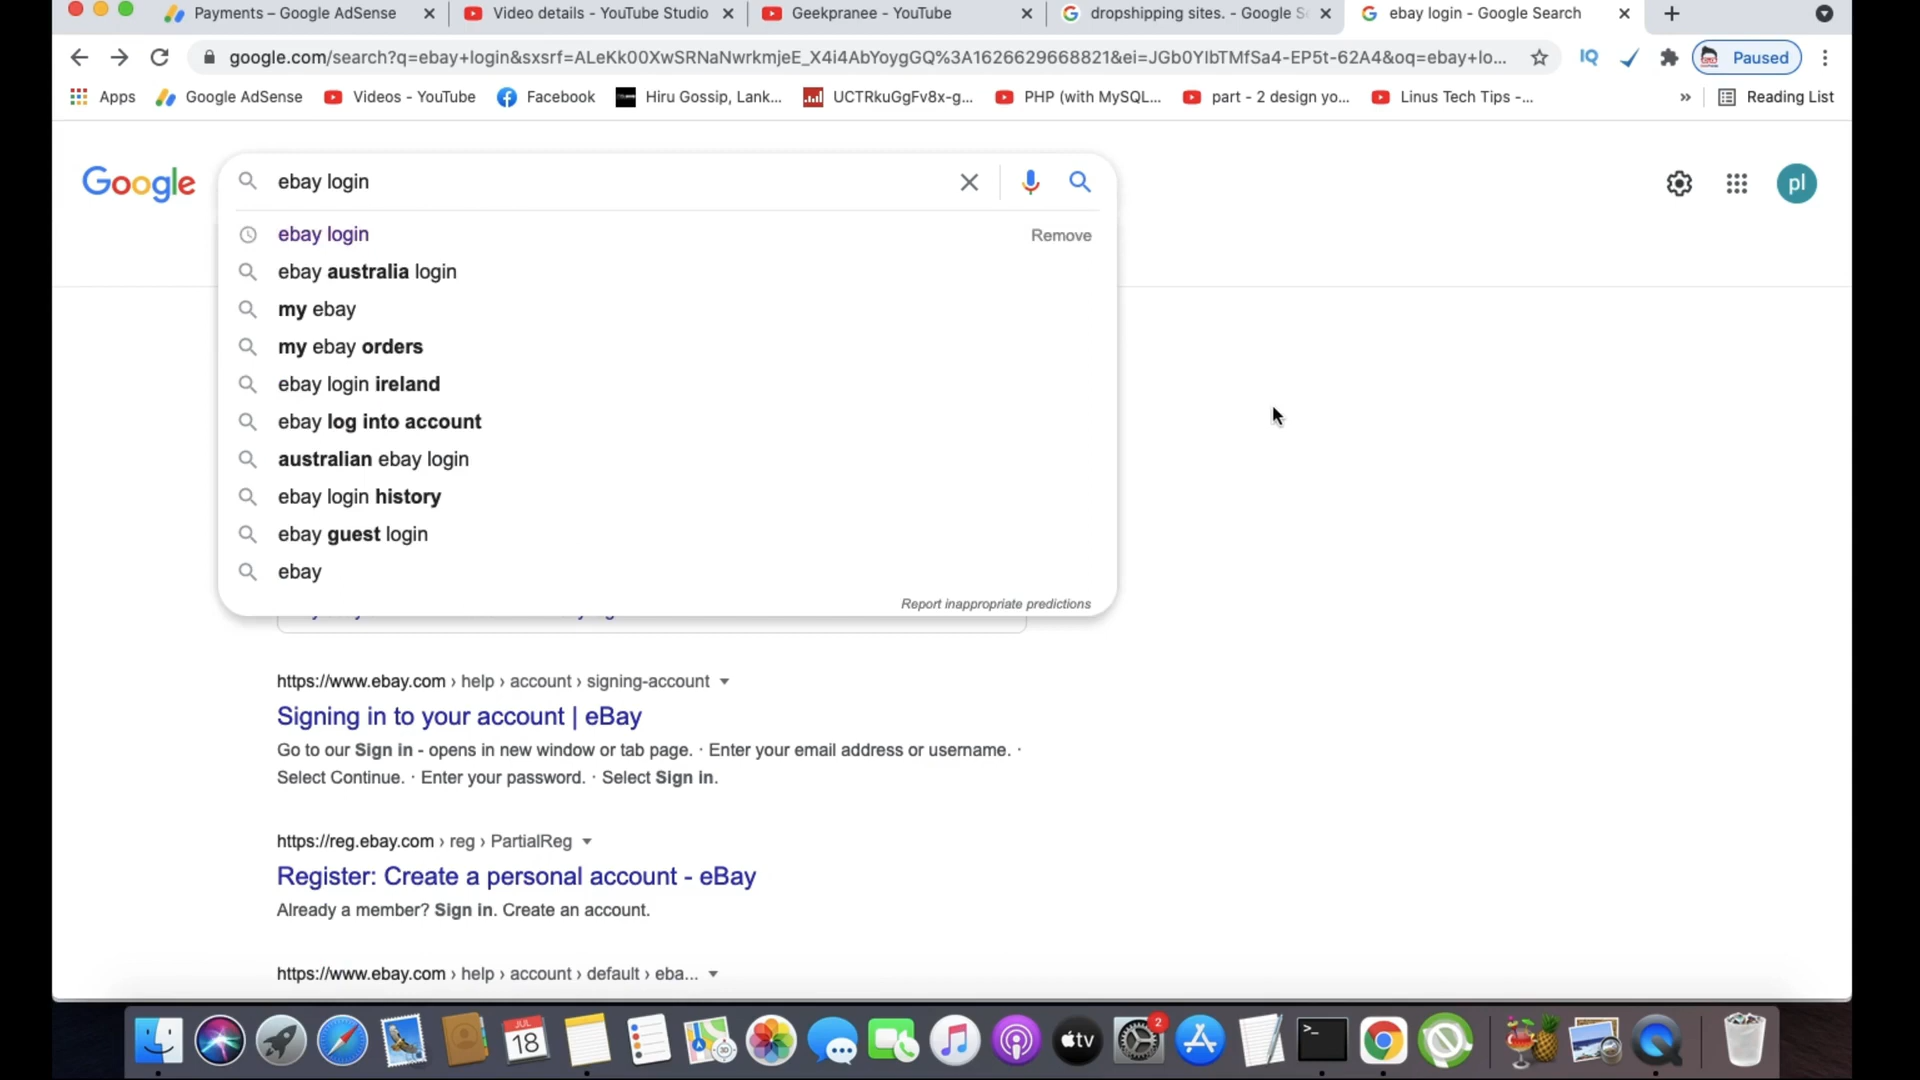 Payments – Google AdSense
Video details - YouTube Studio
Geekpranee - YouTube
dropshipping sites. - Google S
ebay login - Google Search
google.com/search?q=ebay+login&sxsrf=ALeKk00XwSRNaNwrkmjeE_X4i4AbYoygGQ%3A1626629668821&ei=JGb0YIbTMfSa4-EP5t-62A4&oq=ebay+lo...
Paused
Apps
Google AdSense
Videos - YouTube
Facebook
Hiru Gossip, Lank...
UCTRkuGgFv8x-g...
PHP (with MySQL...
part - 2 design yo...
Linus Tech Tips -...
»
Reading List
Google
ebay login
pl
ebay login
Remove
ebay australia login
my ebay
my ebay orders
ebay login ireland
ebay log into account
australian ebay login
ebay login history
ebay guest login
ebay
Report inappropriate predictions
https://www.ebay.com › help › account › signing-account
Signing in to your account | eBay
Go to our Sign in - opens in new window or tab page. · Enter your email address or username. ·
Select Continue. · Enter your password. · Select Sign in.
https://reg.ebay.com › reg › PartialReg
Register: Create a personal account - eBay
Already a member? Sign in. Create an account.
https://www.ebay.com › help › account › default › eba...
JUL
18
3D
tv
2
>_